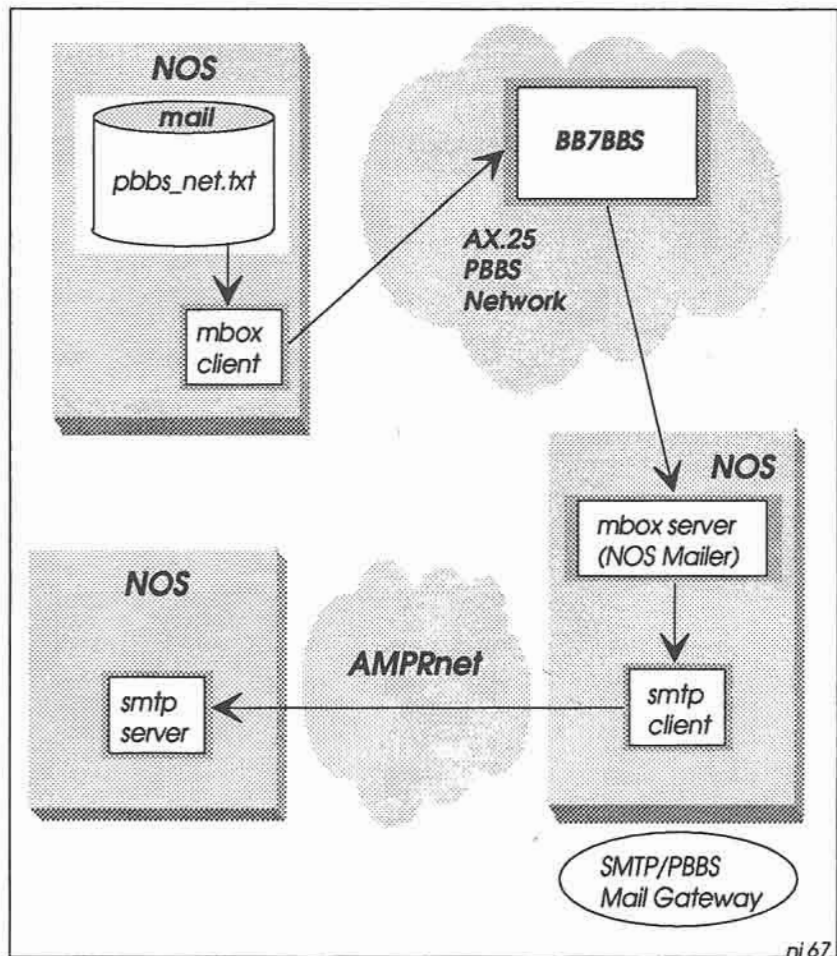 NOS
mail
pbbs_net.txt
mbox
client
BB7BBS
AX.25
PBBS
Network
NOS
mbox server
(NOS Mailer)
smtp
client
AMPRnet
NOS
smtp
server
SMTP/PBBS
Mail Gateway
ni 67